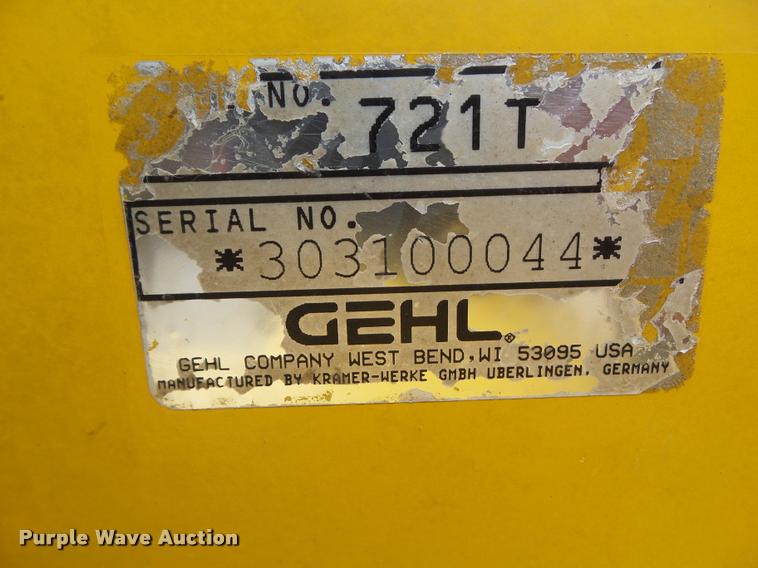 NO. 721T
SERIAL NO.
*303100044*
GEHL®
GEHL COMPANY WEST BEND, WI 53095 USA
MANUFACTURED BY KRAMER-WERKE GMBH UBERLINGEN, GERMANY
Purple Wave Auction